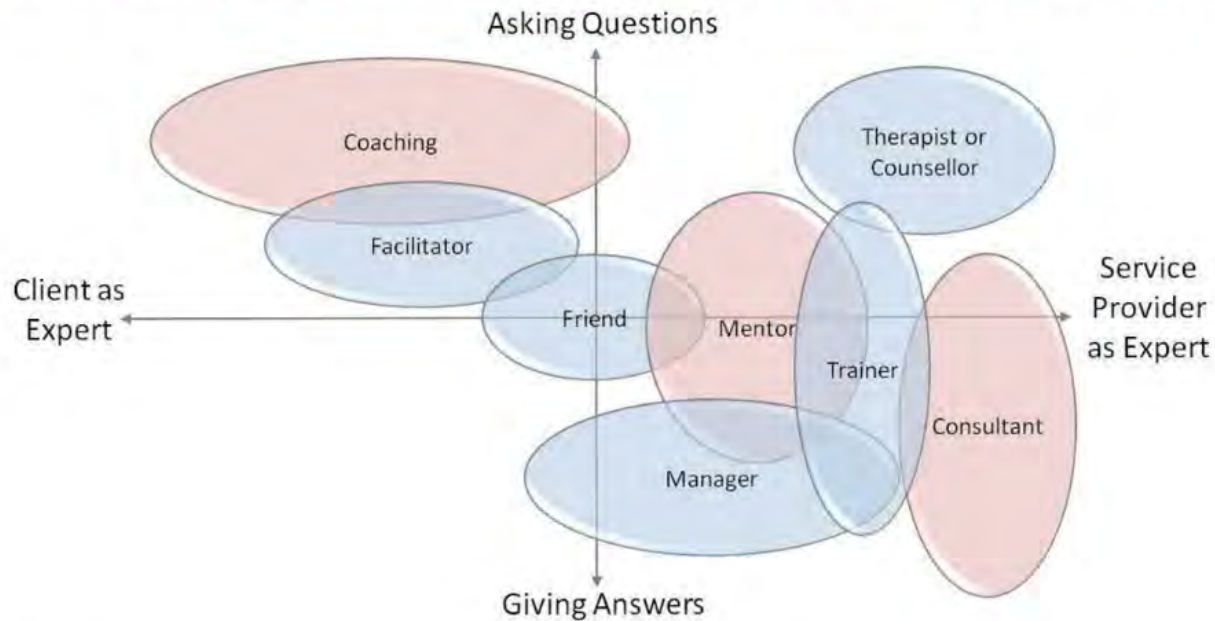 Asking Questions
Coaching
Therapist or
Counsellor
Facilitator
Client as
Expert
Friend
Mentor
Service
Provider
as Expert
Trainer
Consultant
Manager
Giving Answers